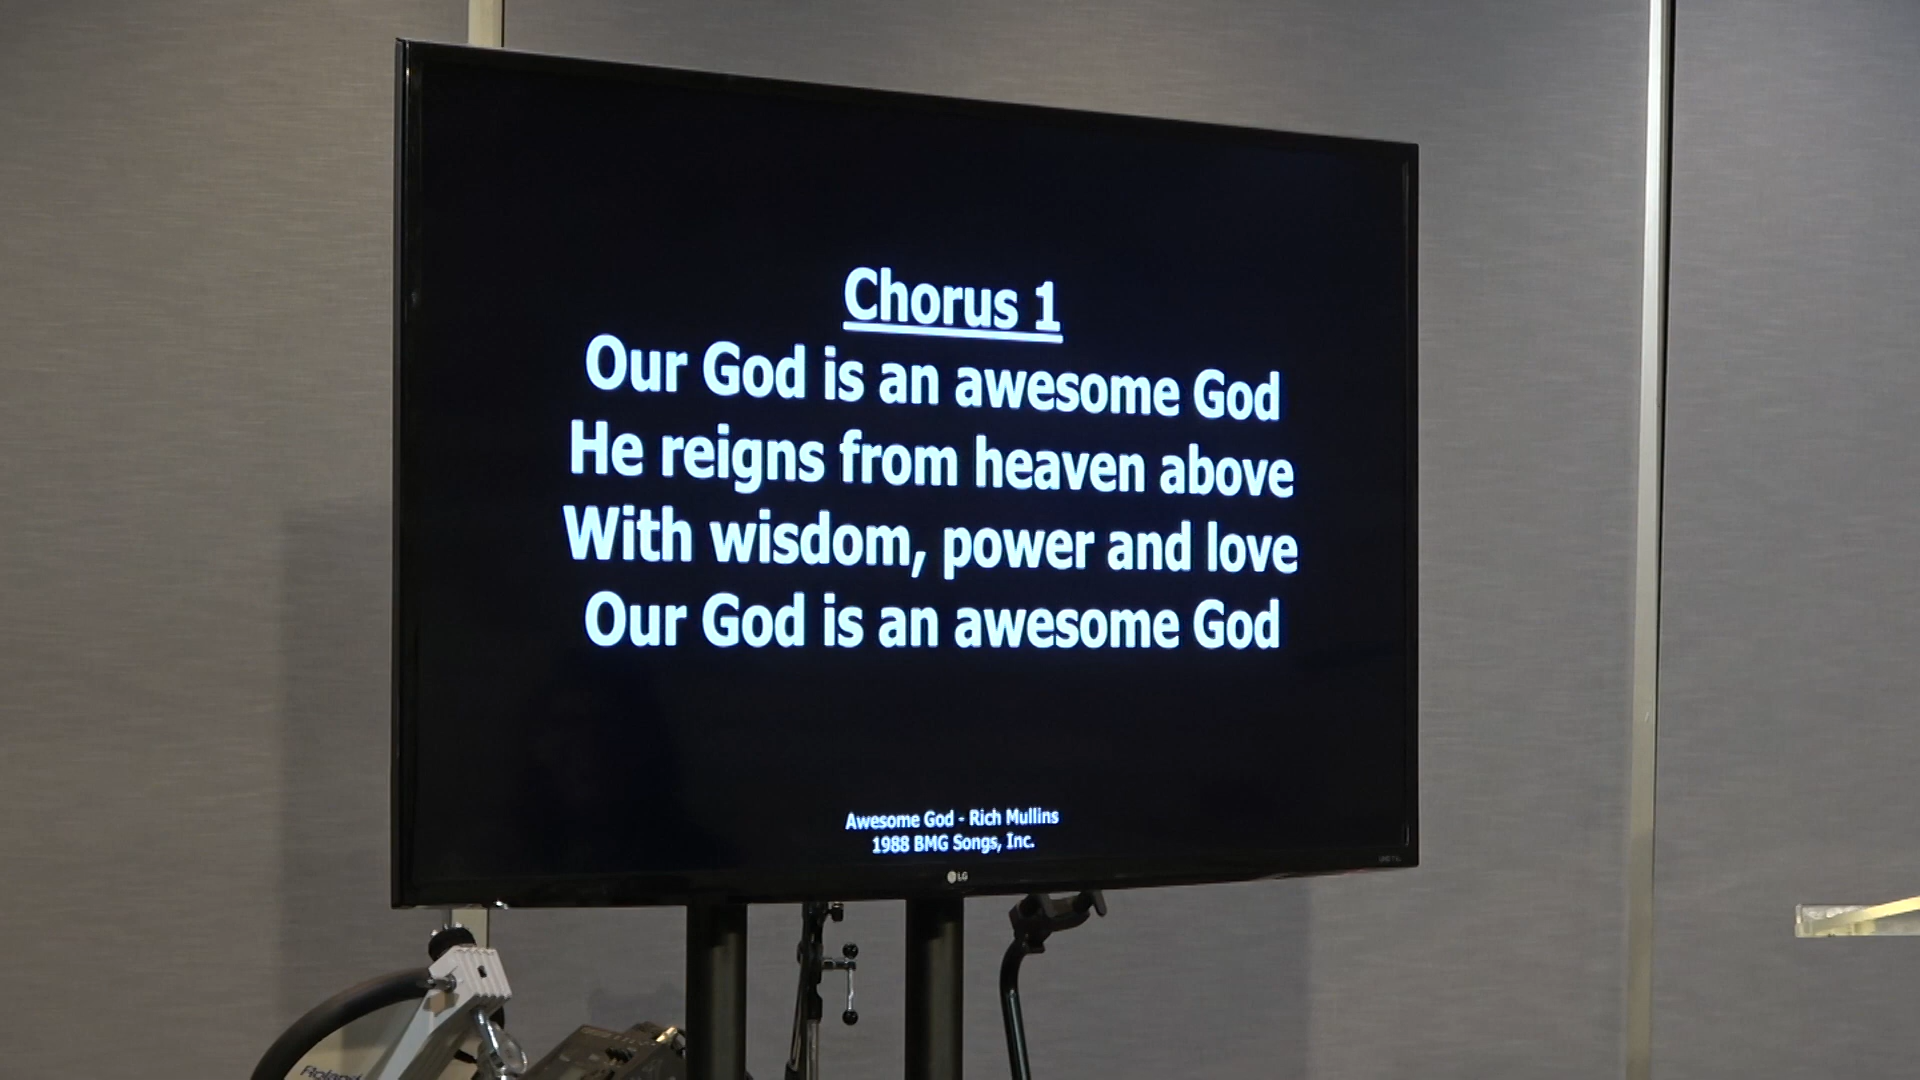 Chorus 1
Our God is an awesome God
He reigns from heaven above
With wisdom, power and love
Our God is an awesome God
Awesome God - Rich Mullins
1988 BMG Songs, Inc.
LG
Roland